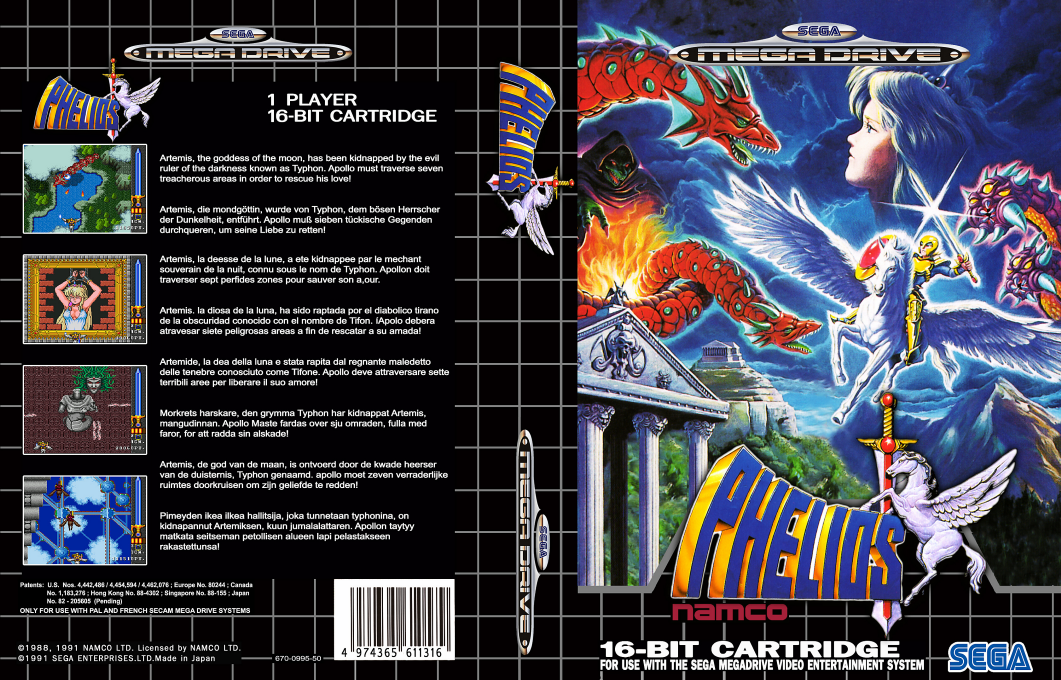 SEGA
MEGA DRIVE
PHELIOS
1 PLAYER
16-BIT CARTRIDGE
Artemis, the goddess of the moon, has been kidnapped by the evil
ruler of the darkness known as Typhon. Apollo must traverse seven
treacherous areas in order to rescue his love!
Artemis, die mondgöttin, wurde von Typhon, dem bösen Herrscher
der Dunkelheit, entführt. Apollo muß sieben tückische Gegenden
durchqueren, um seine Liebe zu retten!
Artemis, la deesse de la lune, a ete kidnappee par le mechant
souverain de la nuit, connu sous le nom de Typhon. Apollon doit
traverser sept perfides zones pour sauver son a,our.
Artemis. la diosa de la luna, ha sido raptada por el diabolico tirano
de la obscuridad conocido con el nombre de Tifon. iApolo debera
atravesar siete peligrosas areas a fin de rescatar a su amada!
Artemide, la dea della luna e stata rapita dal regnante maledetto
delle tenebre conosciuto come Tifone. Apollo deve attraversare sette
terribili aree per liberare il suo amore!
Morkrets harskare, den grymma Typhon har kidnappat Artemis,
mangudinnan. Apollo Maste fardas over sju omraden, fulla med
faror, for att radda sin alskade!
Artemis, de god van de maan, is ontvoerd door de kwade heerser
van de duisternis, Typhon genaamd. apollo moet zeven verraderlijke
ruimtes doorkruisen om zijn geliefde te redden!
Pimeyden ikea ilkea hallitsija, joka tunnetaan typhonina, on
kidnapannut Artemiksen, kuun jumalalattaren. Apollon taytyy
matkata seitseman petollisen alueen lapi pelastakseen
rakastettunsa!
Patents: U.S. Nos. 4,442,486 / 4,454,594 / 4,462,076 ; Europe No. 80244 ; Canada
No. 1,183,276 ; Hong Kong No. 88-4302 ; Singapore No. 88-155 ; Japan
No. 82 - 205605 (Pending)
ONLY FOR USE WITH PAL AND FRENCH SECAM MEGA DRIVE SYSTEMS
©1988, 1991 NAMCO LTD. Licensed by NAMCO LTD.
©1991 SEGA ENTERPRISES.LTD.Made in Japan
670-0995-50
4 974365 611316
PHELIOS
SEGA
MEGA DRIVE
SEGA
MEGA DRIVE
PHELIOS
namco
16-BIT CARTRIDGE
FOR USE WITH THE SEGA MEGADRIVE VIDEO ENTERTAINMENT SYSTEM
SEGA